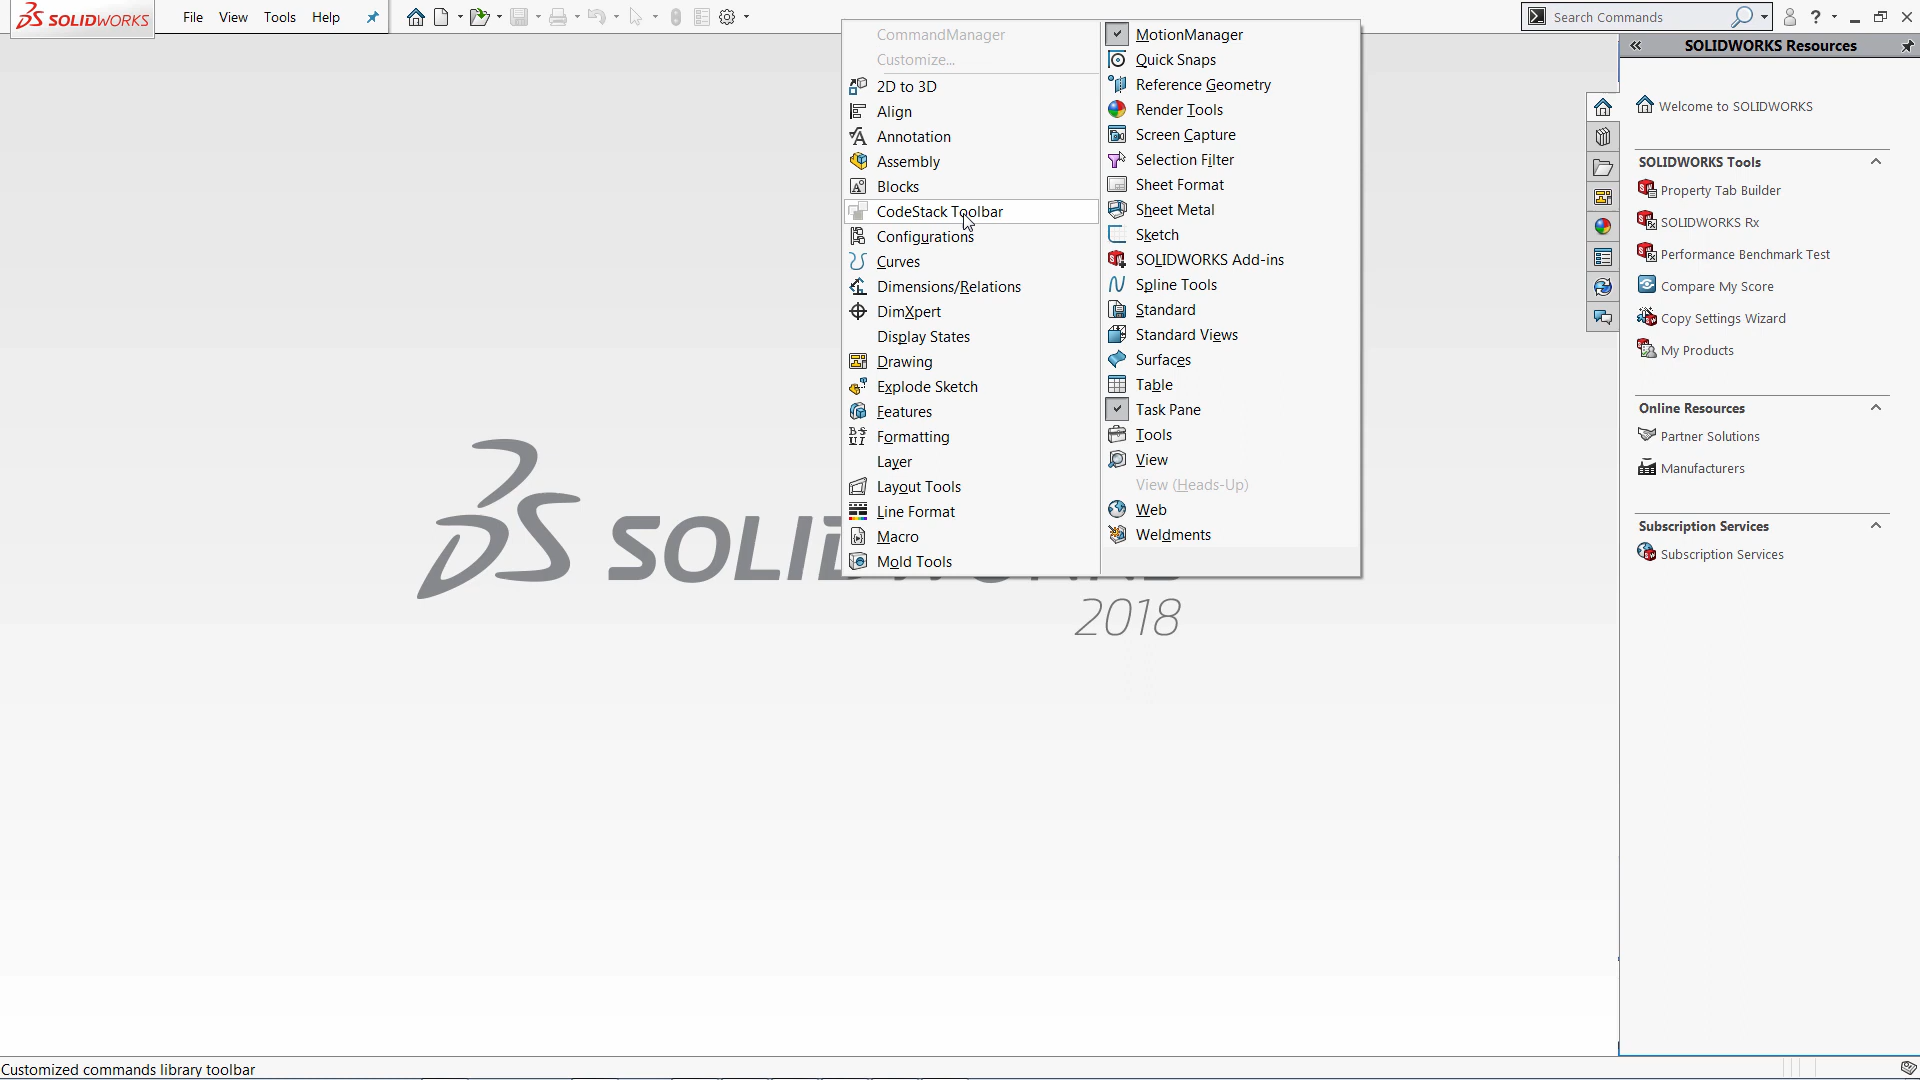 SOLIDWORKS
File
View
Tools
Help
Search Commands
?
CommandManager
Customize...
2D to 3D
Align
Annotation
Assembly
Blocks
CodeStack Toolbar
Configurations
Curves
Dimensions/Relations
DimXpert
Display States
Drawing
Explode Sketch
Features
Formatting
Layer
Layout Tools
Line Format
Macro
Mold Tools
MotionManager
Quick Snaps
Reference Geometry
Render Tools
Screen Capture
Selection Filter
Sheet Format
Sheet Metal
Sketch
SOLIDWORKS Add-ins
Spline Tools
Standard
Standard Views
Surfaces
Table
Task Pane
Tools
View
View (Heads-Up)
Web
Weldments
SOLIDWORKS Resources
Welcome to SOLIDWORKS
SOLIDWORKS Tools
Property Tab Builder
SOLIDWORKS Rx
Performance Benchmark Test
Compare My Score
Copy Settings Wizard
My Products
Online Resources
Partner Solutions
Manufacturers
Subscription Services
Subscription Services
2018
Customized commands library toolbar